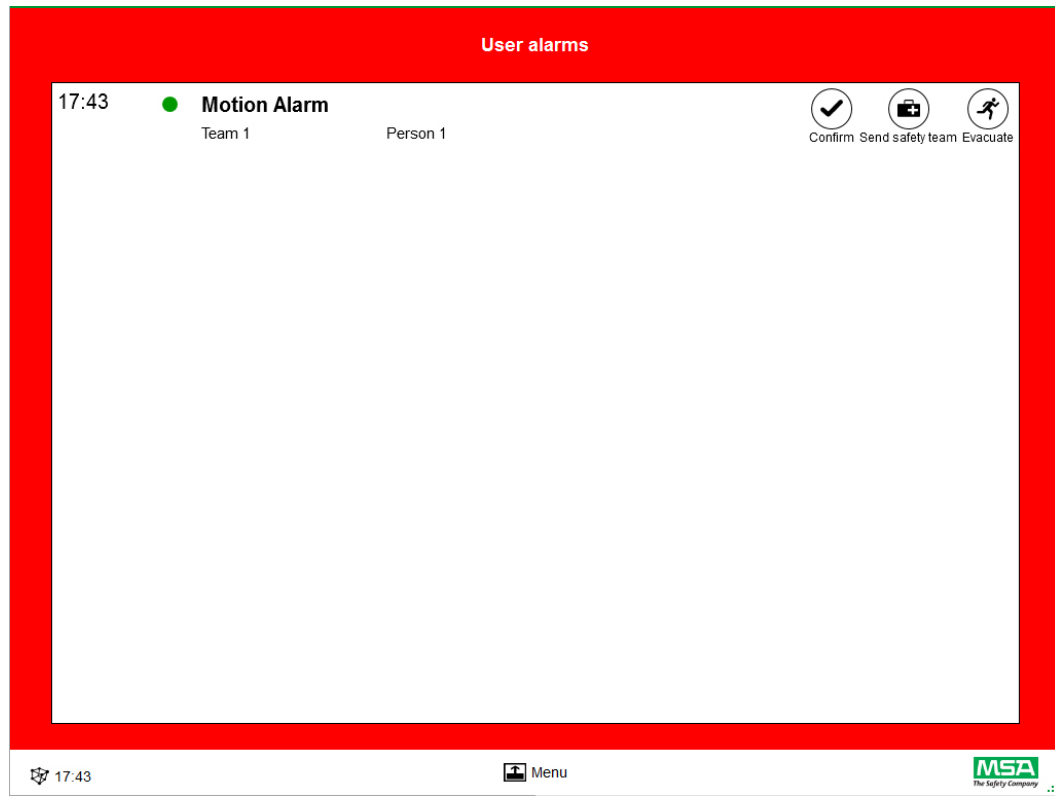 User alarms
17:43 Motion Alarm
Team 1 Person 1
Confirm Send safety team Evacuate
17:43 Menu
MSA
The Safety Company